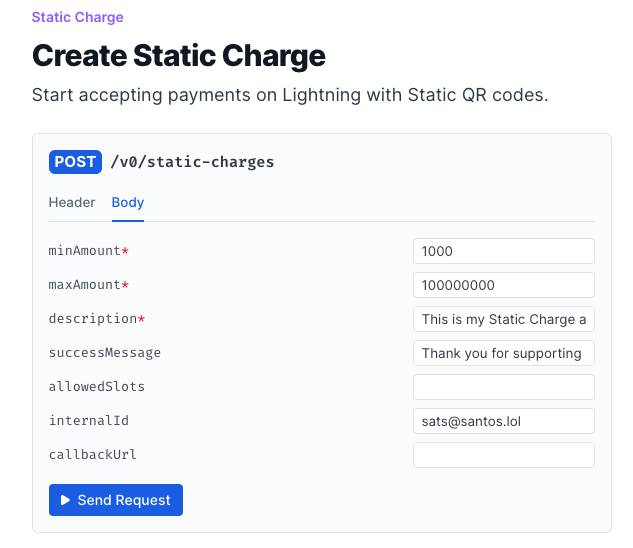 Static Charge
Create Static Charge
Start accepting payments on Lightning with Static QR codes.
POST /v0/static-charges
Header Body
minAmount* 1000
maxAmount* 100000000
description* This is my Static Charge a
successMessage Thank you for supporting
allowedSlots
internalId sats@santos.lol
callbackUrl
Send Request